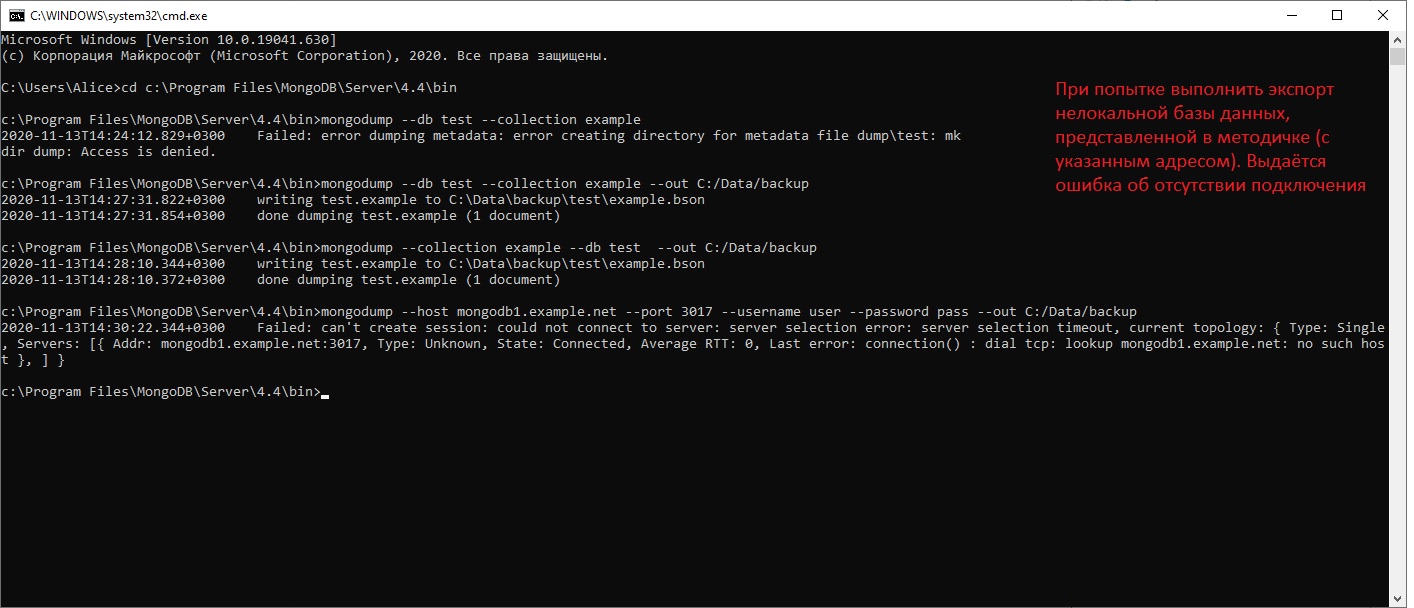 C:\WINDOWS\system32\cmd.exe
Microsoft Windows [Version 10.0.19041.630]
(c) Корпорация Майкрософт (Microsoft Corporation), 2020. Все права защищены.
C:\Users\Alice>cd c:\Program Files\MongoDB\Server\4.4\bin
c:\Program Files\MongoDB\Server\4.4\bin>mongodump --db test --collection example
2020-11-13T14:24:12.829+0300    Failed: error dumping metadata: error creating directory for metadata file dump\test: mk
dir dump: Access is denied.
c:\Program Files\MongoDB\Server\4.4\bin>mongodump --db test --collection example --out C:/Data/backup
2020-11-13T14:27:31.822+0300    writing test.example to C:\Data\backup\test\example.bson
2020-11-13T14:27:31.854+0300    done dumping test.example (1 document)
c:\Program Files\MongoDB\Server\4.4\bin>mongodump --collection example --db test  --out C:/Data/backup
2020-11-13T14:28:10.344+0300    writing test.example to C:\Data\backup\test\example.bson
2020-11-13T14:28:10.372+0300    done dumping test.example (1 document)
c:\Program Files\MongoDB\Server\4.4\bin>mongodump --host mongodb1.example.net --port 3017 --username user --password pass --out C:/Data/backup
2020-11-13T14:30:22.344+0300    Failed: can't create session: could not connect to server: server selection error: server selection timeout, current topology: { Type: Single
, Servers: [{ Addr: mongodb1.example.net:3017, Type: Unknown, State: Connected, Average RTT: 0, Last error: connection() : dial tcp: lookup mongodb1.example.net: no such hos
t }, ] }
c:\Program Files\MongoDB\Server\4.4\bin>
При попытке выполнить экспорт
нелокальной базы данных,
представленной в методичке (с
указанным адресом). Выдаётся
ошибка об отсутствии подключения